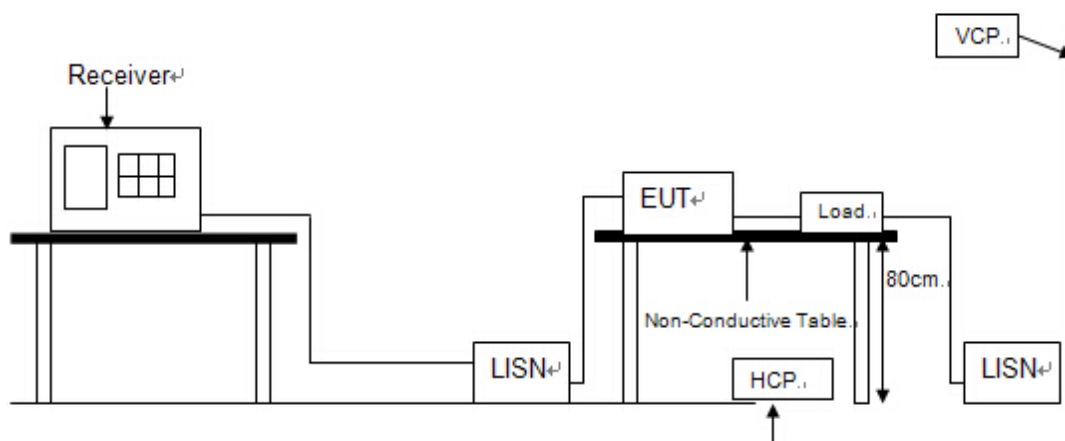 VCP.
Receiver
EUT
Load.
80cm.
Non-Conductive Table.
LISN
HCP.
LISN